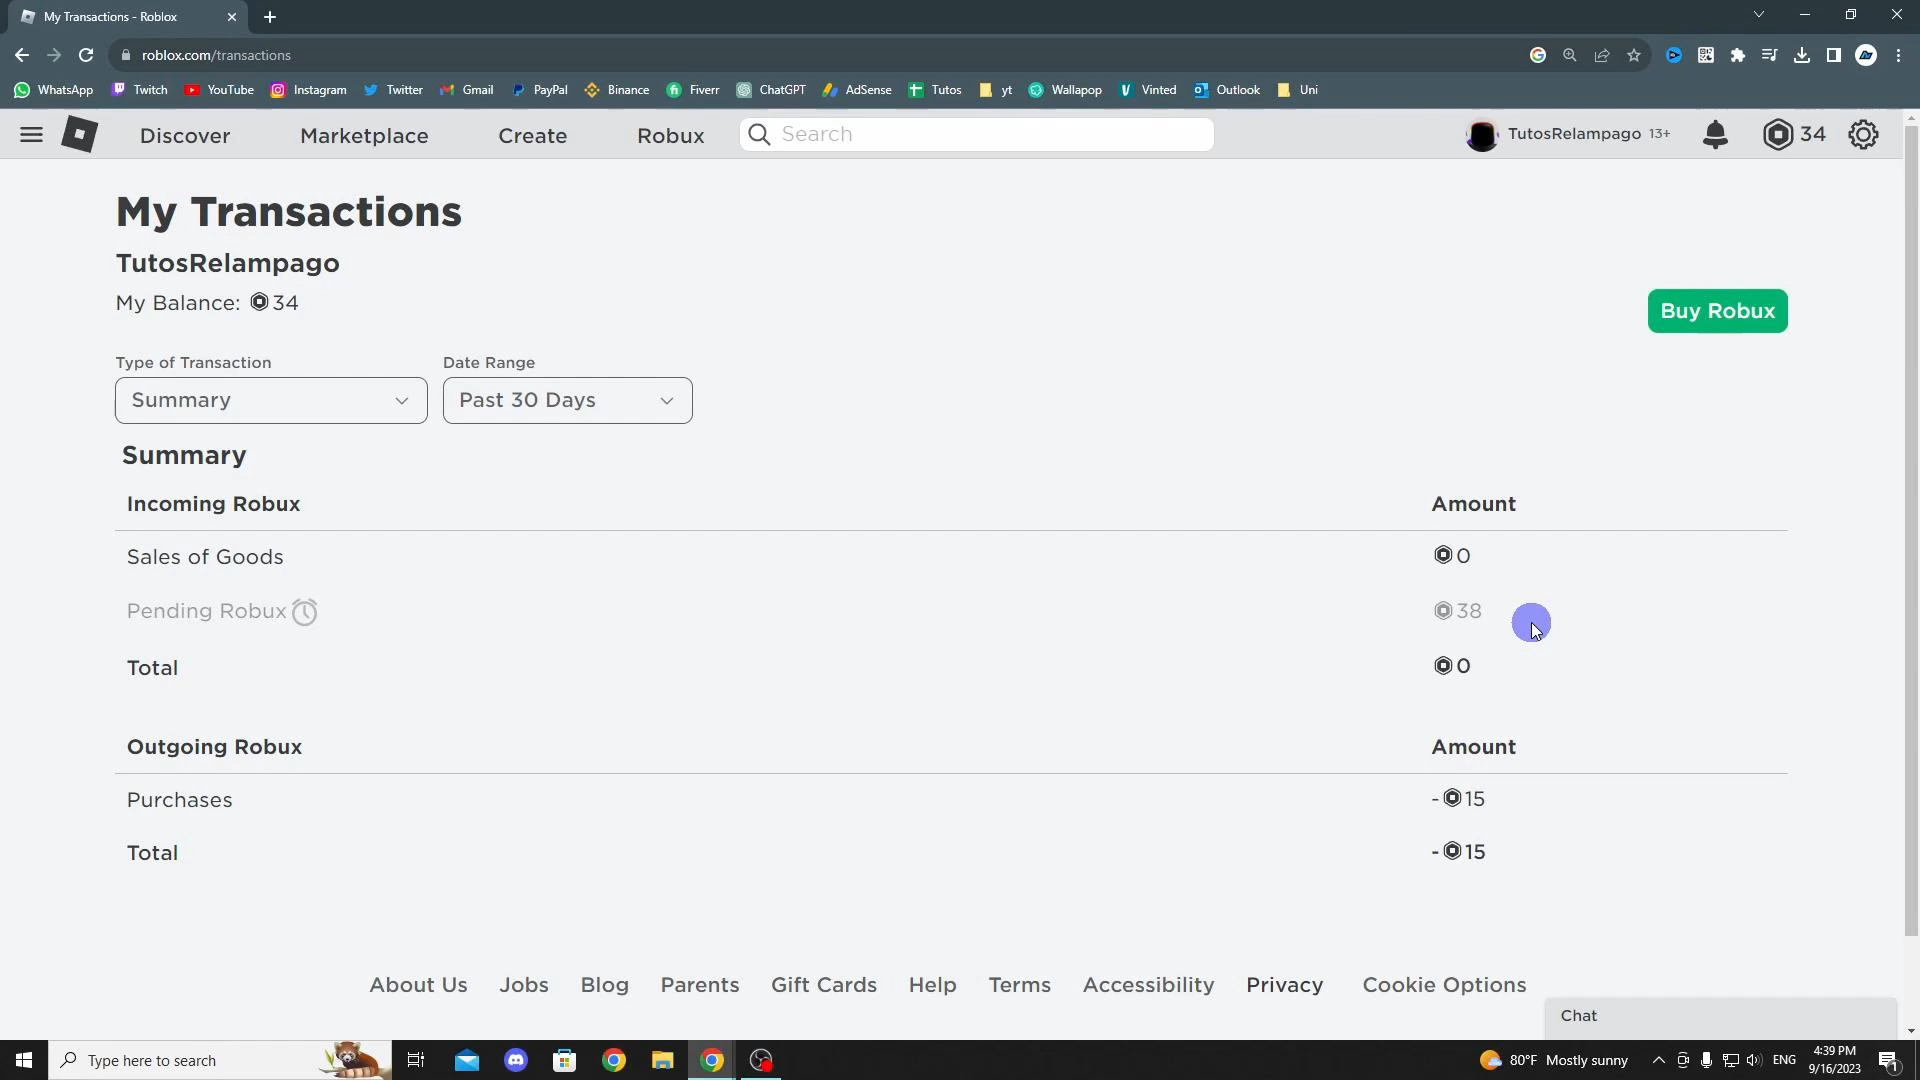 My Transactions - Roblox
roblox.com/transactions
WhatsApp Twitch YouTube Instagram Twitter Gmail PayPal Binance Fiverr ChatGPT AdSense Tutos yt Wallapop Vinted Outlook Uni
Discover Marketplace Create Robux Search TutosRelampago 13+ 34
My Transactions
TutosRelampago
My Balance: 34
Buy Robux
Type of Transaction Date Range
Summary Past 30 Days
Summary
Incoming Robux Amount
Sales of Goods 0
Pending Robux 38
Total 0
Outgoing Robux Amount
Purchases -15
Total -15
About Us Jobs Blog Parents Gift Cards Help Terms Accessibility Privacy Cookie Options
Chat
Type here to search 80°F Mostly sunny ENG 4:39 PM
9/16/2023 1